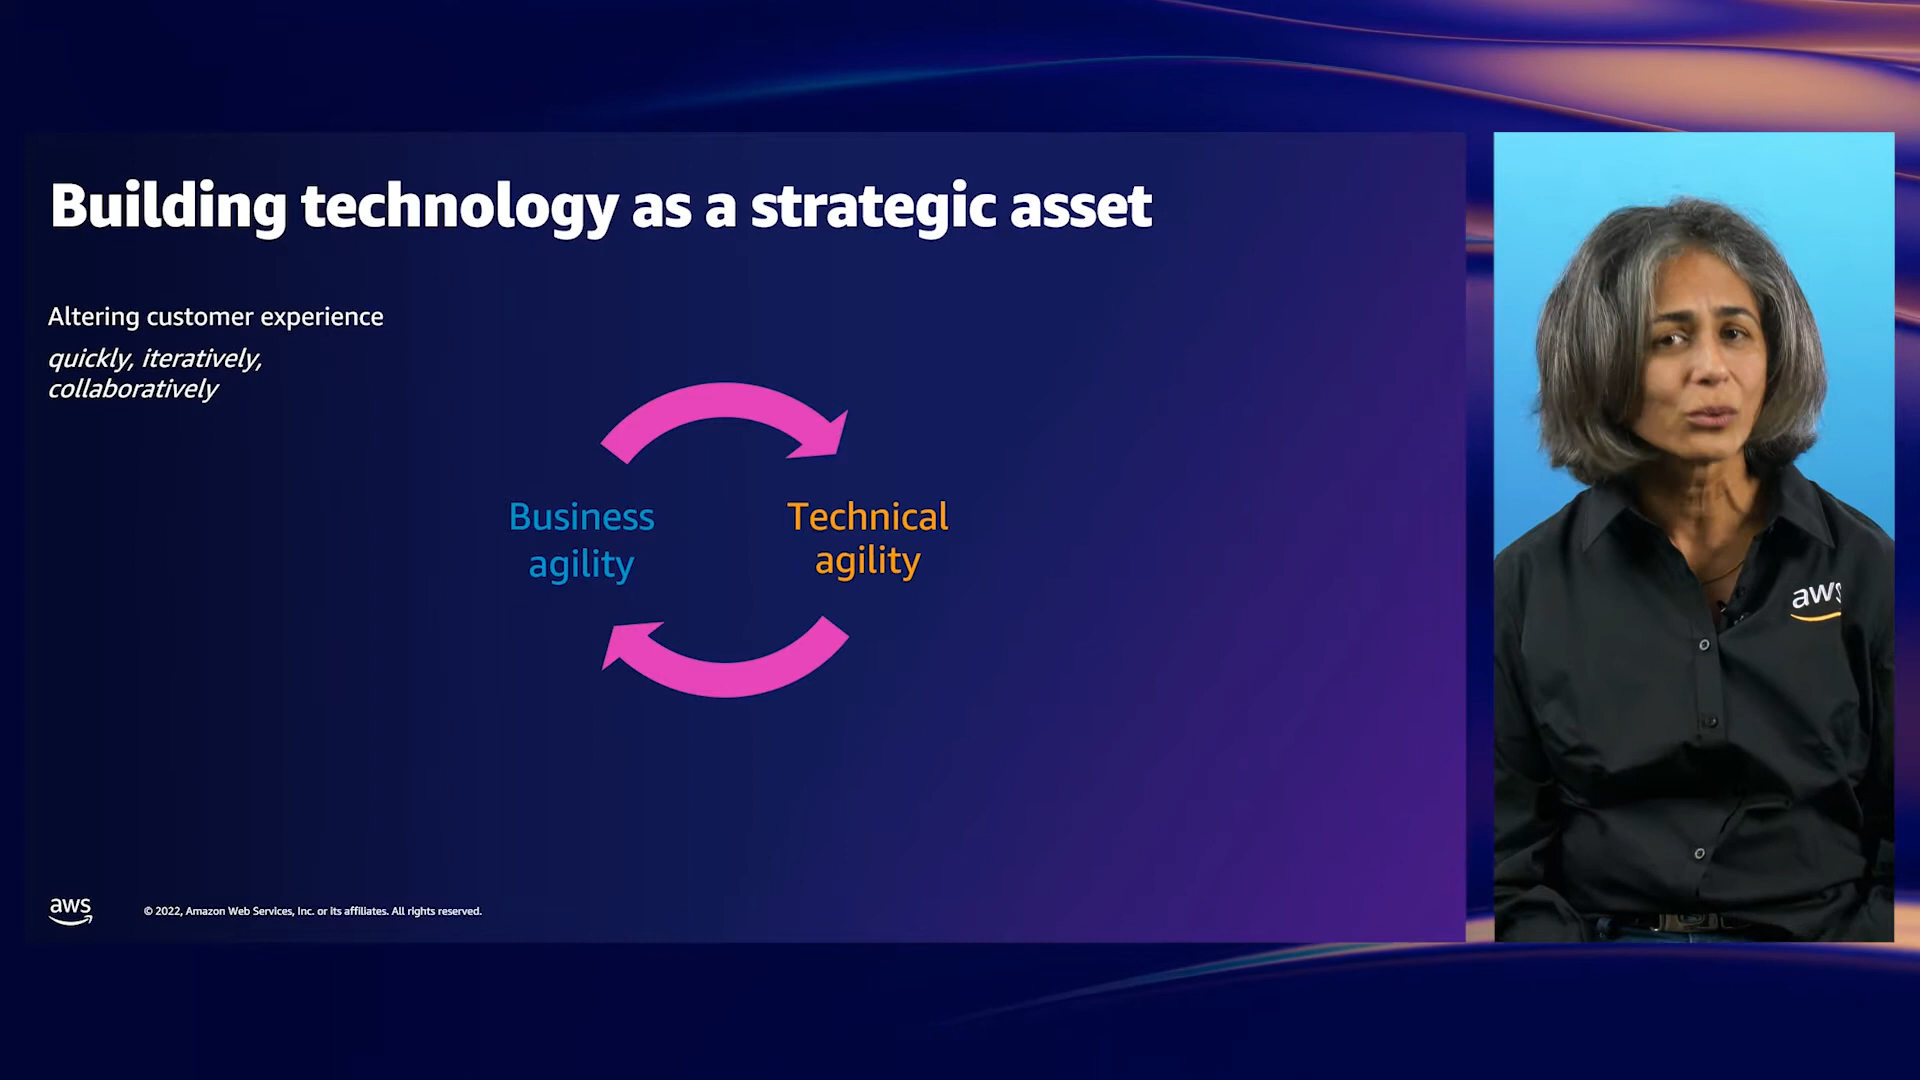 Building technology as a strategic asset
Altering customer experience
quickly, iteratively,
collaboratively
Business
agility
Technical
agility
aws
© 2022, Amazon Web Services, Inc. or its affiliates. All rights reserved.
aws